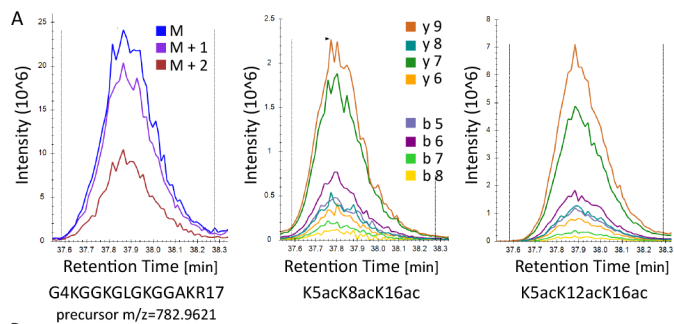 A
M
M + 1
M + 2
Intensity (10^6)
25
20
15
10
5
0
37.6 37.7 37.8 37.9 38.0 38.1 38.2 38.3
Retention Time [min]
G4KGGKGLGKGGAKR17
precursor m/z=782.9621
y 9
y 8
y 7
y 6
b 5
b 6
b 7
b 8
Intensity (10^6)
2.5
2
1.5
1
0.5
0
37.6 37.7 37.8 37.9 38.0 38.1 38.2 38.3
Retention Time [min]
K5acK8acK16ac
Intensity (10^6)
8
7
6
5
4
3
2
1
0
37.6 37.7 37.8 37.9 38.0 38.1 38.2 38.3
Retention Time [min]
K5acK12acK16ac